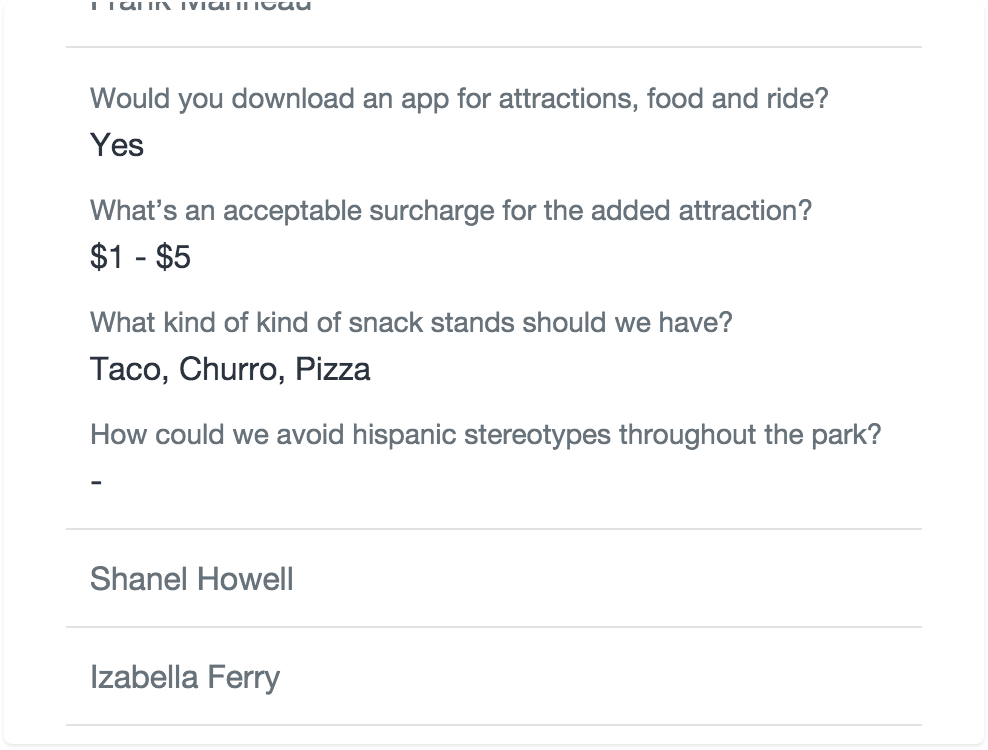 Would you download an app for attractions, food and ride?
Yes
What’s an acceptable surcharge for the added attraction?
$1 - $5
What kind of kind of snack stands should we have?
Taco, Churro, Pizza
How could we avoid hispanic stereotypes throughout the park?
-
Shanel Howell
Izabella Ferry